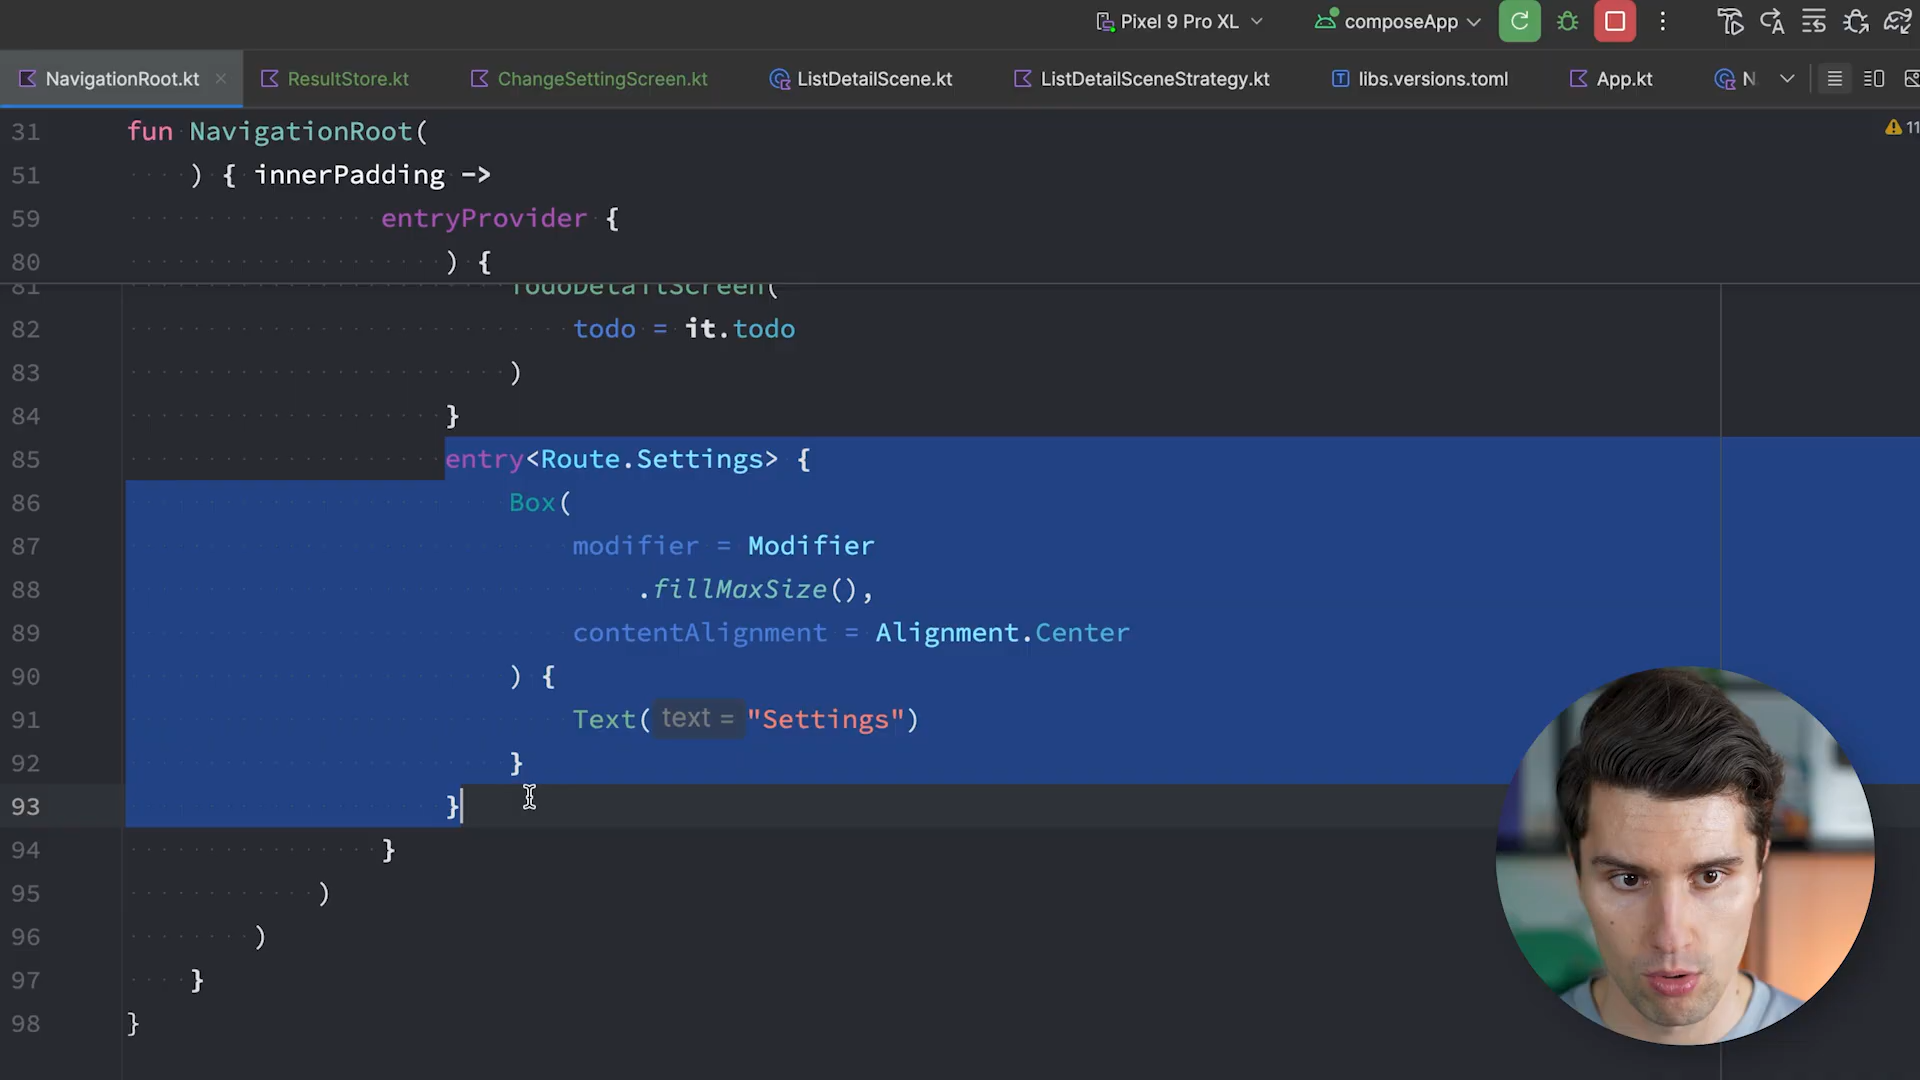 Pixel 9 Pro XL composeApp
NavigationRoot.kt ResultStore.kt ChangeSettingScreen.kt ListDetailScene.kt ListDetailSceneStrategy.kt libs.versions.toml App.kt N
31 fun NavigationRoot( 11
51 ) { innerPadding ->
59 entryProvider {
80 ) {
81 TodoDetailScreen(
82 todo = it.todo
83 )
84 }
85 entry<Route.Settings> {
86 Box(
87 modifier = Modifier
88 .fillMaxSize(),
89 contentAlignment = Alignment.Center
90 ) {
91 Text( text = "Settings")
92 }
93 }
94 }
95 )
96 )
97 }
98 }